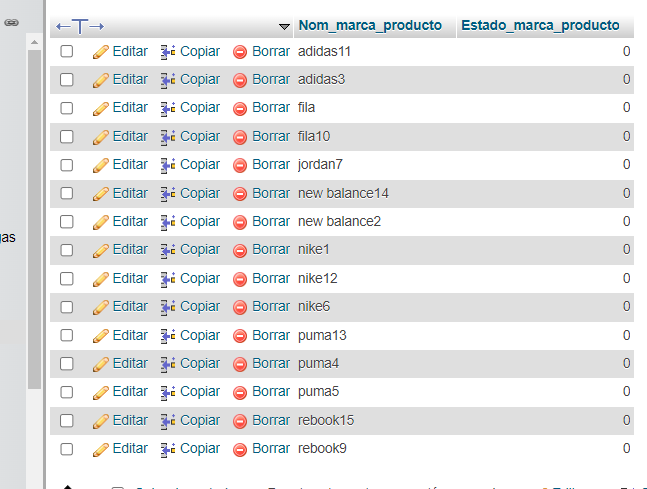 Nom_marca_producto Estado_marca_producto
Editar Copiar Borrar adidas11 0
Editar Copiar Borrar adidas3 0
Editar Copiar Borrar fila 0
Editar Copiar Borrar fila10 0
Editar Copiar Borrar jordan7 0
Editar Copiar Borrar new balance14 0
Editar Copiar Borrar new balance2 0
gas
Editar Copiar Borrar nike1 0
Editar Copiar Borrar nike12 0
Editar Copiar Borrar nike6 0
Editar Copiar Borrar puma13 0
Editar Copiar Borrar puma4 0
Editar Copiar Borrar puma5 0
Editar Copiar Borrar rebook15 0
Editar Copiar Borrar rebook9 0